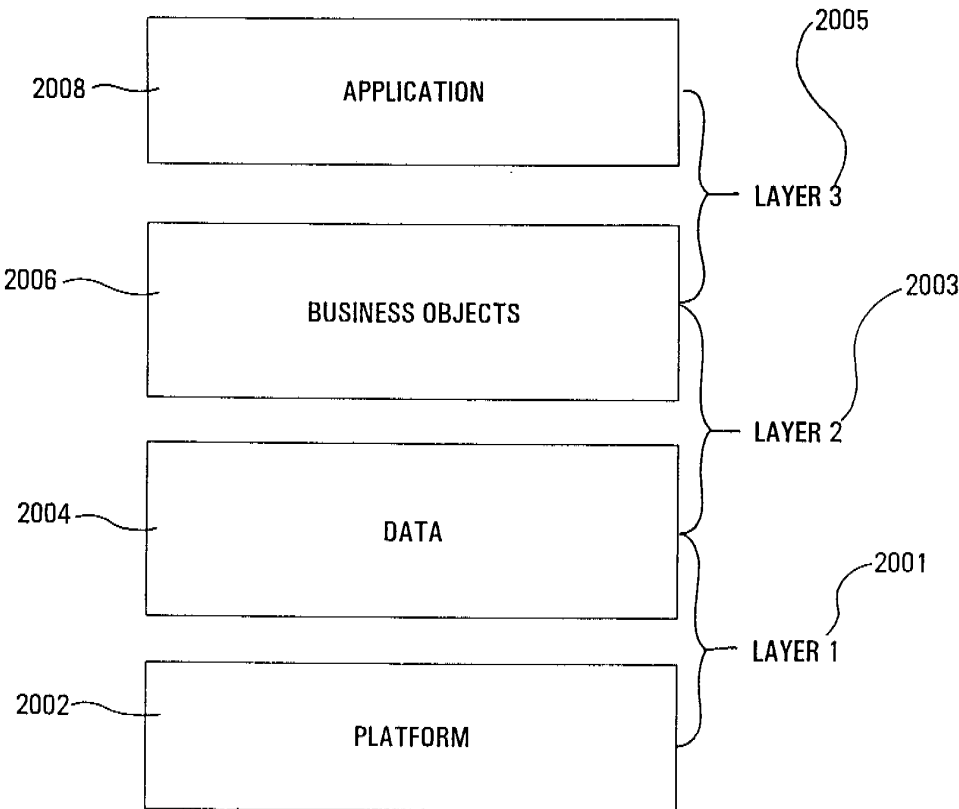 2005
2008
APPLICATION
LAYER 3
2006
BUSINESS OBJECTS
2003
LAYER 2
2004
DATA
2001
LAYER 1
2002
PLATFORM